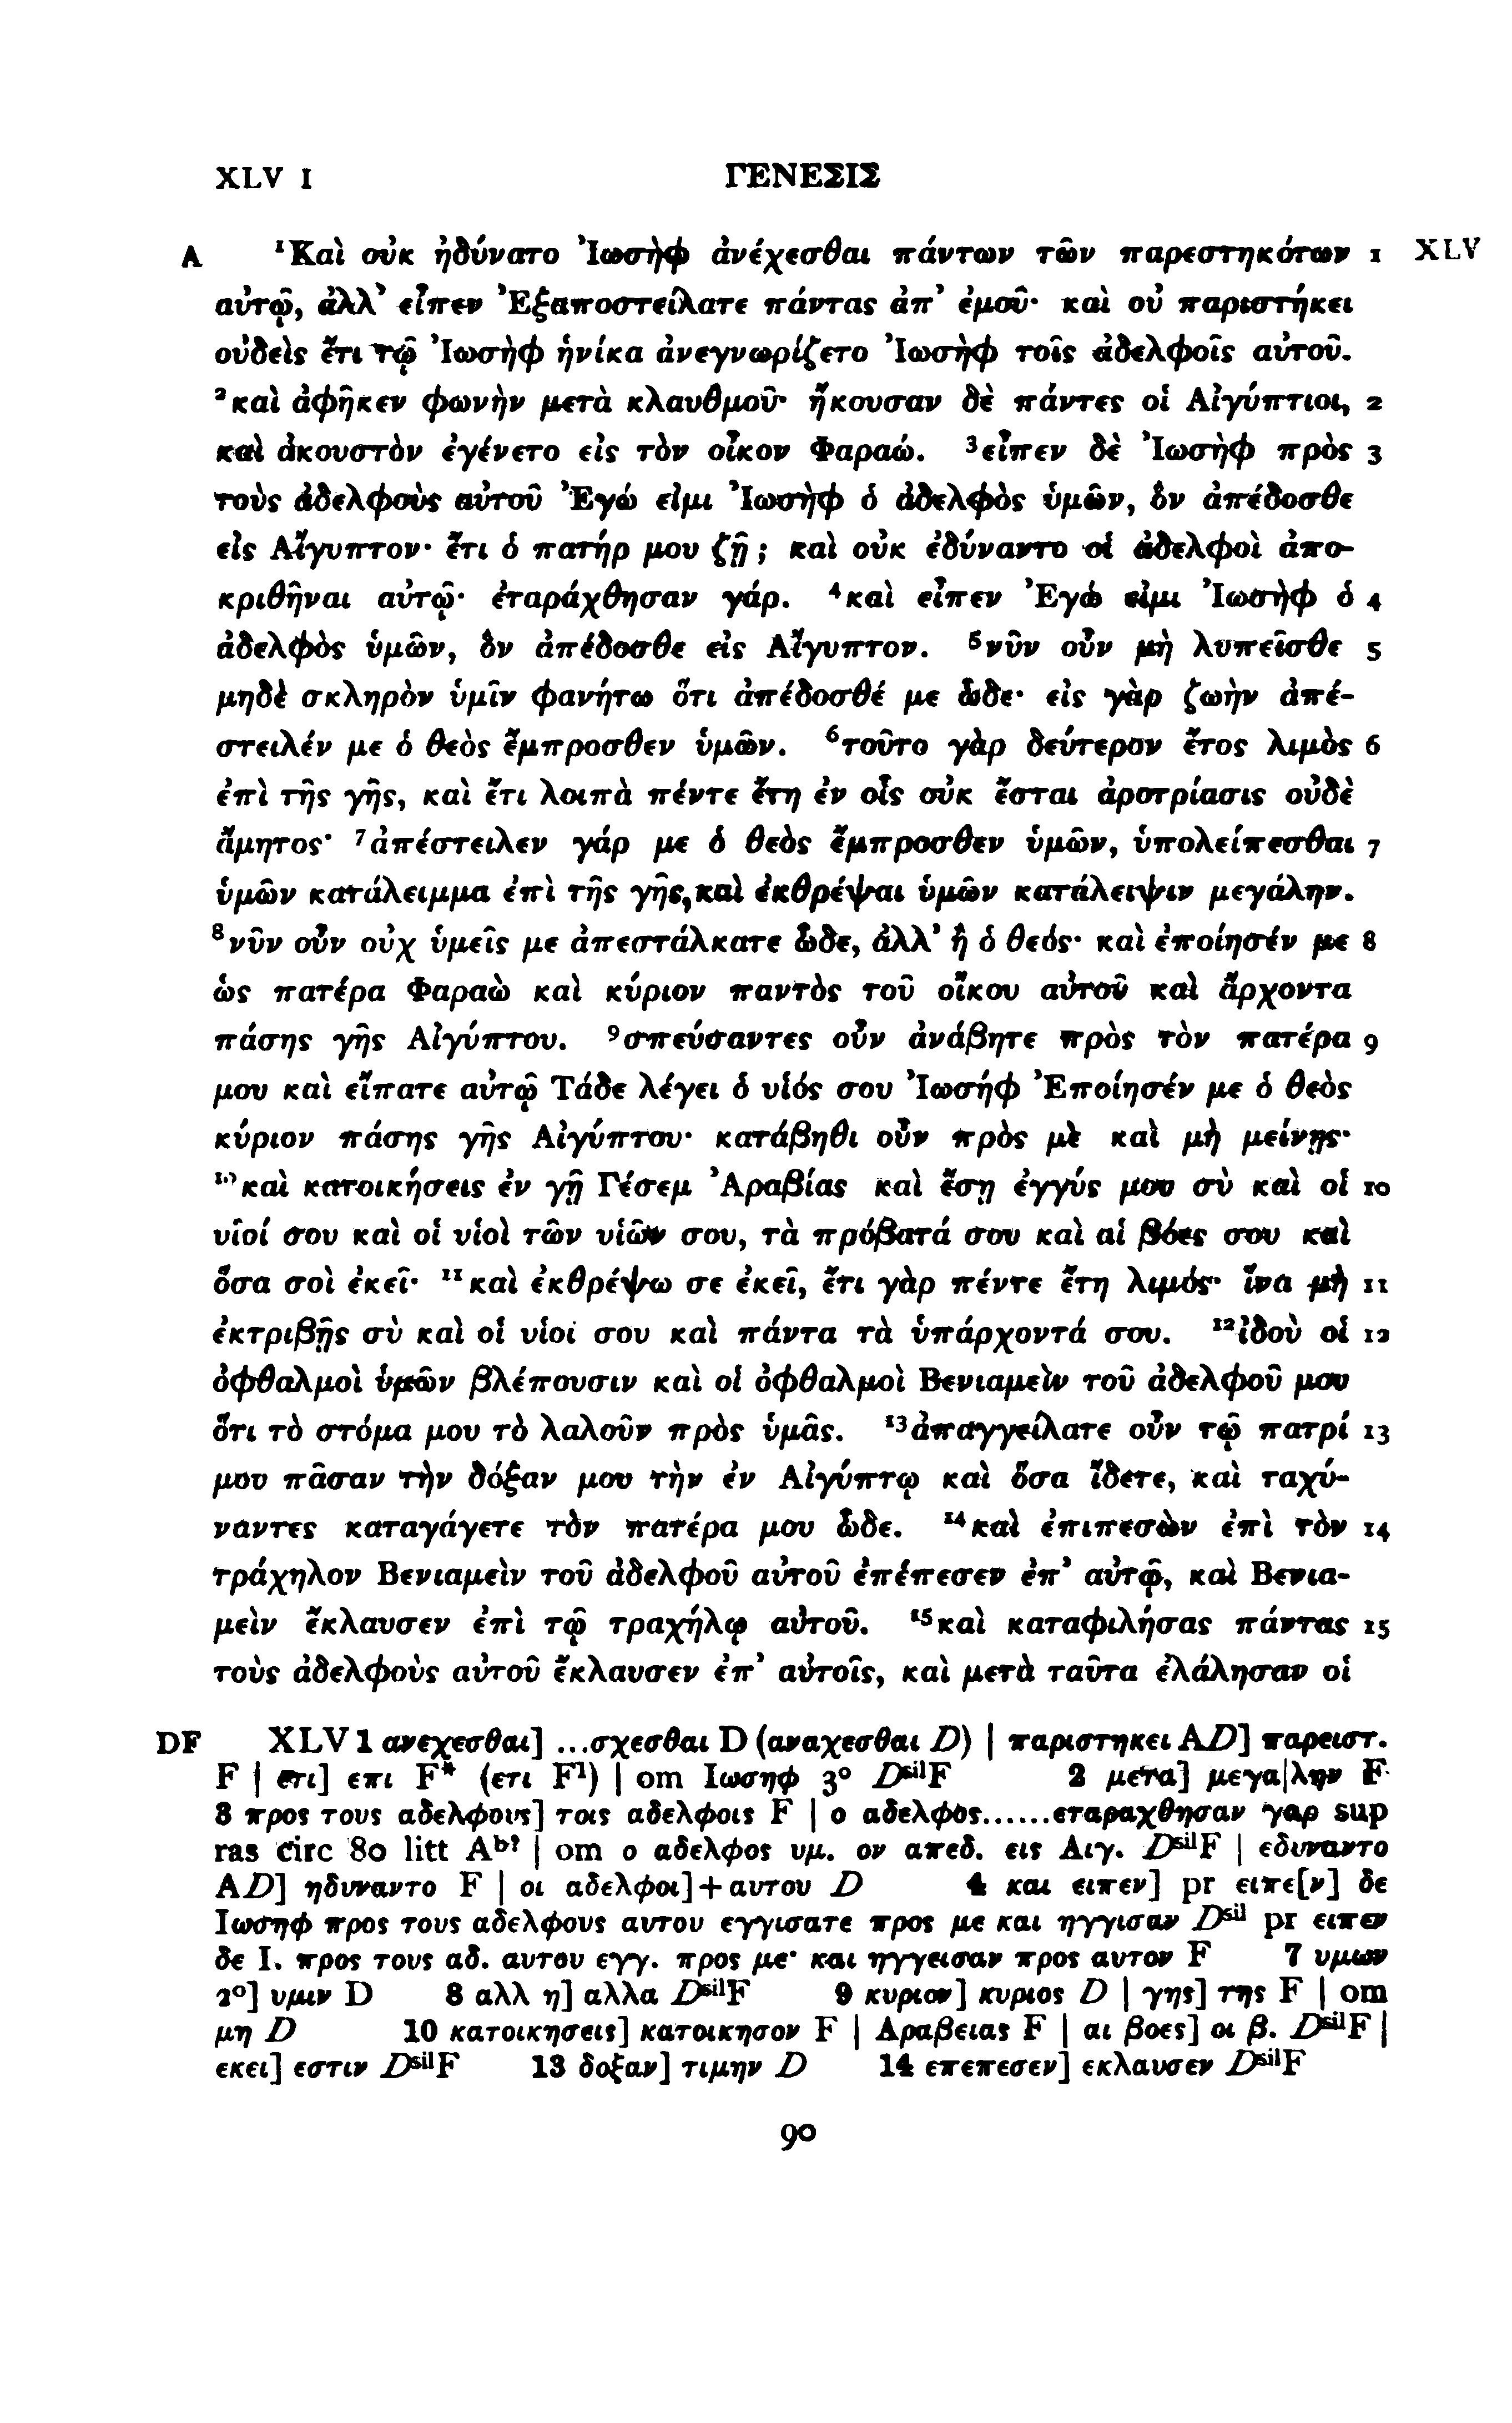 XLV 1 ΓΕΝΕΣΙΣ
A ¹Καὶ οὐκ ἠδύνατο Ἰωσὴφ ἀνέχεσθαι πάντων τῶν παρεστηκότων 1 XLV
αὐτῷ, ἀλλ’ εἶπεν Ἐξαποστείλατε πάντας ἀπ’ ἐμοῦ· καὶ οὐ παριστήκει
οὐδεὶς ἔτι τῷ Ἰωσὴφ ἡνίκα ἀνεγνωρίζετο Ἰωσὴφ τοῖς ἀδελφοῖς αὐτοῦ.
²καὶ ἀφῆκεν φωνὴν μετὰ κλαυθμοῦ· ἤκουσαν δὲ πάντες οἱ Αἰγύπτιοι, 2
καὶ ἀκουστὸν ἐγένετο εἰς τὸν οἶκον Φαραώ. ³εἶπεν δὲ Ἰωσὴφ πρὸς 3
τοὺς ἀδελφοὺς αὐτοῦ Ἐγώ εἰμι Ἰωσὴφ ὁ ἀδελφὸς ὑμῶν, ὃν ἀπέδοσθε
εἰς Αἴγυπτον· ἔτι ὁ πατήρ μου ζῇ; καὶ οὐκ ἐδύναντο οἱ ἀδελφοὶ ἀπο-
κριθῆναι αὐτῷ· ἐταράχθησαν γάρ. ⁴καὶ εἶπεν Ἐγώ εἰμι Ἰωσὴφ ὁ 4
ἀδελφὸς ὑμῶν, ὃν ἀπέδοσθε εἰς Αἴγυπτον. ⁵νῦν οὖν μὴ λυπεῖσθε 5
μηδὲ σκληρὸν ὑμῖν φανήτω ὅτι ἀπέδοσθέ με ὧδε· εἰς γὰρ ζωὴν ἀπέ-
στειλέν με ὁ θεὸς ἔμπροσθεν ὑμῶν. ⁶τοῦτο γὰρ δεύτερον ἔτος λιμὸς 6
ἐπὶ τῆς γῆς, καὶ ἔτι λοιπὰ πέντε ἔτη ἐν οἷς οὐκ ἔσται ἀροτρίασις οὐδὲ
ἄμητος· ⁷ἀπέστειλεν γάρ με ὁ θεὸς ἔμπροσθεν ὑμῶν, ὑπολείπεσθαι 7
ὑμῶν κατάλειμμα ἐπὶ τῆς γῆς, καὶ ἐκθρέψαι ὑμῶν κατάλειψιν μεγάλην.
⁸νῦν οὖν οὐχ ὑμεῖς με ἀπεστάλκατε ὧδε, ἀλλ’ ἢ ὁ θεός· καὶ ἐποίησέν με 8
ὡς πατέρα Φαραὼ καὶ κύριον παντὸς τοῦ οἴκου αὐτοῦ καὶ ἄρχοντα
πάσης γῆς Αἰγύπτου. ⁹σπεύσαντες οὖν ἀνάβητε πρὸς τὸν πατέρα 9
μου καὶ εἴπατε αὐτῷ Τάδε λέγει ὁ υἱός σου Ἰωσήφ Ἐποίησέν με ὁ θεὸς
κύριον πάσης γῆς Αἰγύπτου· κατάβηθι οὖν πρὸς μὲ καὶ μὴ μείνῃς·
¹⁰καὶ κατοικήσεις ἐν γῇ Γέσεμ Ἀραβίας καὶ ἔσῃ ἐγγύς μου σὺ καὶ οἱ 10
υἱοί σου καὶ οἱ υἱοὶ τῶν υἱῶν σου, τὰ πρόβατά σου καὶ αἱ βόες σου καὶ
ὅσα σοὶ ἐκεῖ· ¹¹καὶ ἐκθρέψω σε ἐκεῖ, ἔτι γὰρ πέντε ἔτη λιμός· ἵνα μὴ 11
ἐκτριβῇς σὺ καὶ οἱ υἱοί σου καὶ πάντα τὰ ὑπάρχοντά σου. ¹²ἰδοὺ οἱ 12
ὀφθαλμοὶ ὑμῶν βλέπουσιν καὶ οἱ ὀφθαλμοὶ Βενιαμεὶν τοῦ ἀδελφοῦ μου
ὅτι τὸ στόμα μου τὸ λαλοῦν πρὸς ὑμᾶς. ¹³ἀπαγγείλατε οὖν τῷ πατρί 13
μου πᾶσαν τὴν δόξαν μου τὴν ἐν Αἰγύπτῳ καὶ ὅσα ἴδετε, καὶ ταχύ-
ναντες καταγάγετε τὸν πατέρα μου ὧδε. ¹⁴καὶ ἐπιπεσὼν ἐπὶ τὸν 14
τράχηλον Βενιαμεὶν τοῦ ἀδελφοῦ αὐτοῦ ἐπέπεσεν ἐπ’ αὐτῷ, καὶ Βενια-
μεὶν ἔκλαυσεν ἐπὶ τῷ τραχήλῳ αὐτοῦ. ¹⁵καὶ καταφιλήσας πάντας 15
τοὺς ἀδελφοὺς αὐτοῦ ἔκλαυσεν ἐπ’ αὐτοῖς, καὶ μετὰ ταῦτα ἐλάλησαν οἱ
DF XLV 1 ανεχεσθαι] ...σχεσθαι D (αναχεσθαι D) | παριστηκει AD] παρειστ.
F | ετι] επι F* (ετι F¹) | om Ιωσηφ 3° Dˢⁱˡ F 2 μετα] μεγα|λην F
3 προς τους αδελφους] τοις αδελφοις F | ο αδελφος......εταραχθησαν γαρ sup
ras circ 80 litt Aᵇ? | om ο αδελφος υμ. ον απεδ. εις Αιγ. Dˢⁱˡ F | εδυναντο
AD] ηδυναντο F | οι αδελφοι]+αυτου D 4 και ειπεν] pr ειπε[ν] δε
Ιωσηφ προς τους αδελφους αυτου εγγισατε προς με και ηγγισαν Dˢⁱˡ pr ειπεν
δε Ι. προς τους αδ. αυτου εγγ. προς με· και ηγγεισαν προς αυτον F 7 υμων
2°] υμιν D 8 αλλ η] αλλα Dˢⁱˡ F 9 κυριον] κυριος D | γης] της F | om
μη D 10 κατοικησεις] κατοικησον F | Αραβειας F | αι βοες] οι β. Dˢⁱˡ F |
εκει] εστιν Dˢⁱˡ F 13 δοξαν] τιμην D 14 επεπεσεν] εκλαυσεν Dˢⁱˡ F
90